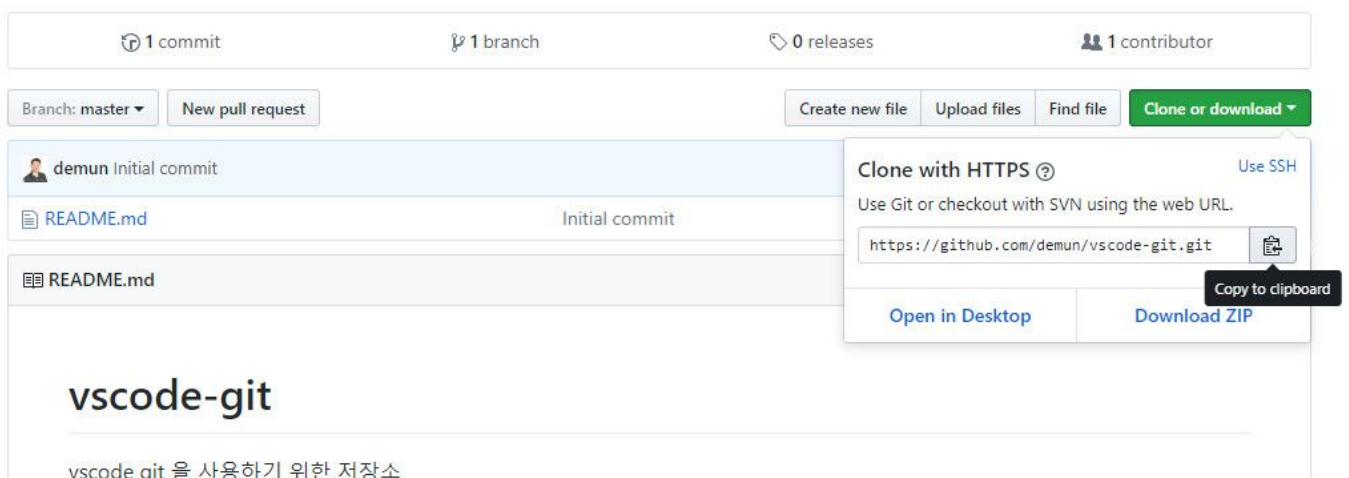 1 commit
1 branch
0 releases
1 contributor
Branch: master
New pull request
Create new file
Upload files
Find file
Clone or download
demun Initial commit
Clone with HTTPS
Use SSH
Use Git or checkout with SVN using the web URL.
README.md
Initial commit
https://github.com/demun/vscode-git.git
README.md
Copy to clipboard
Open in Desktop
Download ZIP
vscode-git
vscode git 을 사용하기 위한 저장소